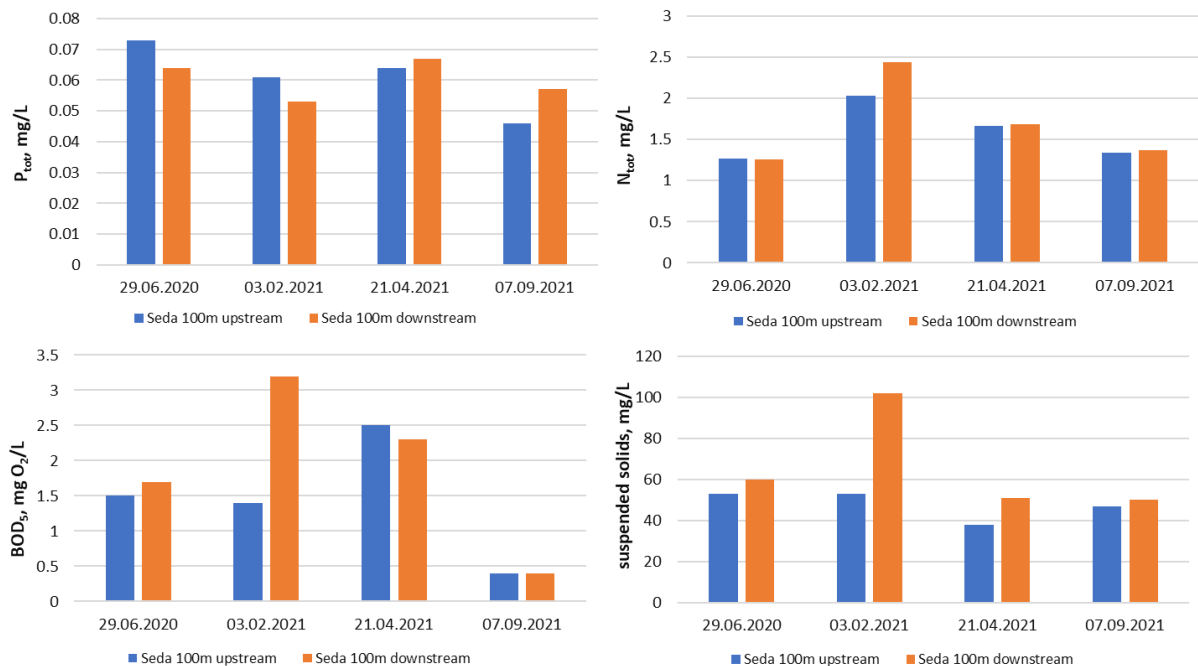 P_tot, mg/L
0.08
0.07
0.06
0.05
0.04
0.03
0.02
0.01
0
29.06.2020 03.02.2021 21.04.2021 07.09.2021
Seda 100m upstream Seda 100m downstream
N_tot, mg/L
3
2.5
2
1.5
1
0.5
0
29.06.2020 03.02.2021 21.04.2021 07.09.2021
Seda 100m upstream Seda 100m downstream
BOD₅, mg O₂/L
3.5
3
2.5
2
1.5
1
0.5
0
29.06.2020 03.02.2021 21.04.2021 07.09.2021
Seda 100m upstream Seda 100m downstream
suspended solids, mg/L
120
100
80
60
40
20
0
29.06.2020 03.02.2021 21.04.2021 07.09.2021
Seda 100m upstream Seda 100m downstream